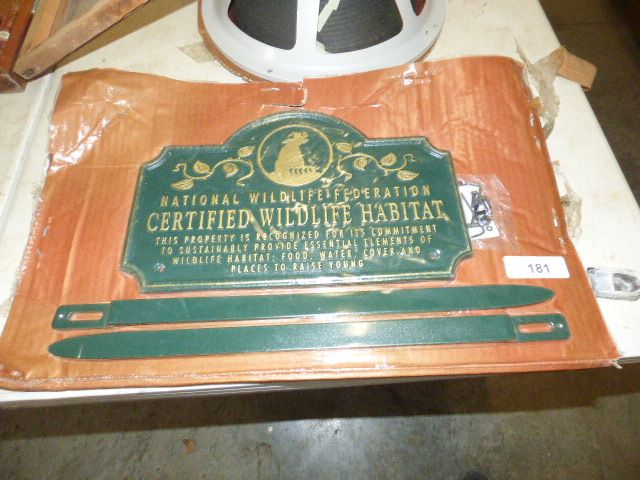 NATIONAL WILDLIFE FEDERATION
CERTIFIED WILDLIFE HABITAT
THIS PROPERTY IS RECOGNIZED FOR ITS COMMITMENT
TO SUSTAINABLY PROVIDE ESSENTIAL ELEMENTS OF
WILDLIFE HABITAT: FOOD, WATER, COVER AND
PLACES TO RAISE YOUNG
181